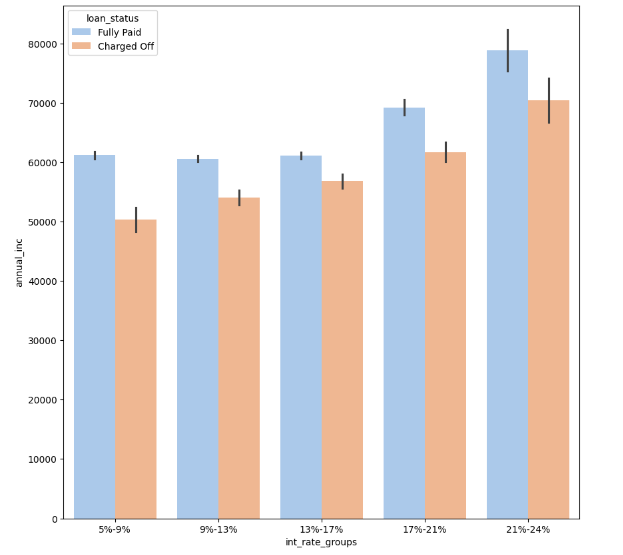 loan_status
Fully Paid
Charged Off
80000
70000
60000
50000
40000
30000
20000
10000
0
annual_inc
5%-9%
9%-13%
13%-17%
17%-21%
21%-24%
int_rate_groups